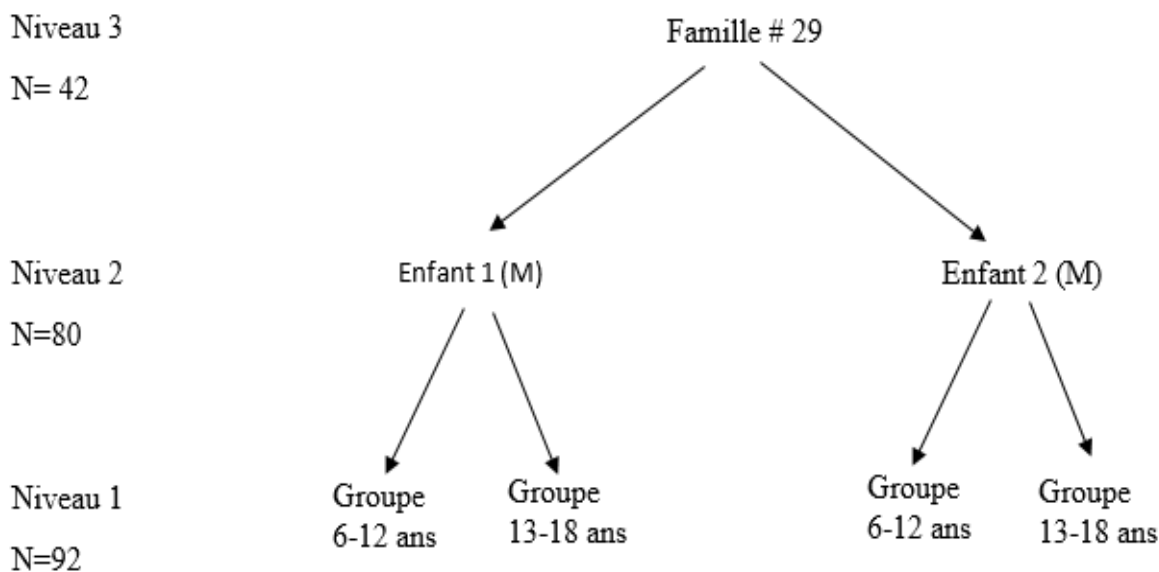 Niveau 3
Famille # 29
N= 42
Niveau 2
Enfant 1 (M)
Enfant 2 (M)
N=80
Niveau 1
Groupe
6-12 ans
Groupe
13-18 ans
Groupe
6-12 ans
Groupe
13-18 ans
N=92